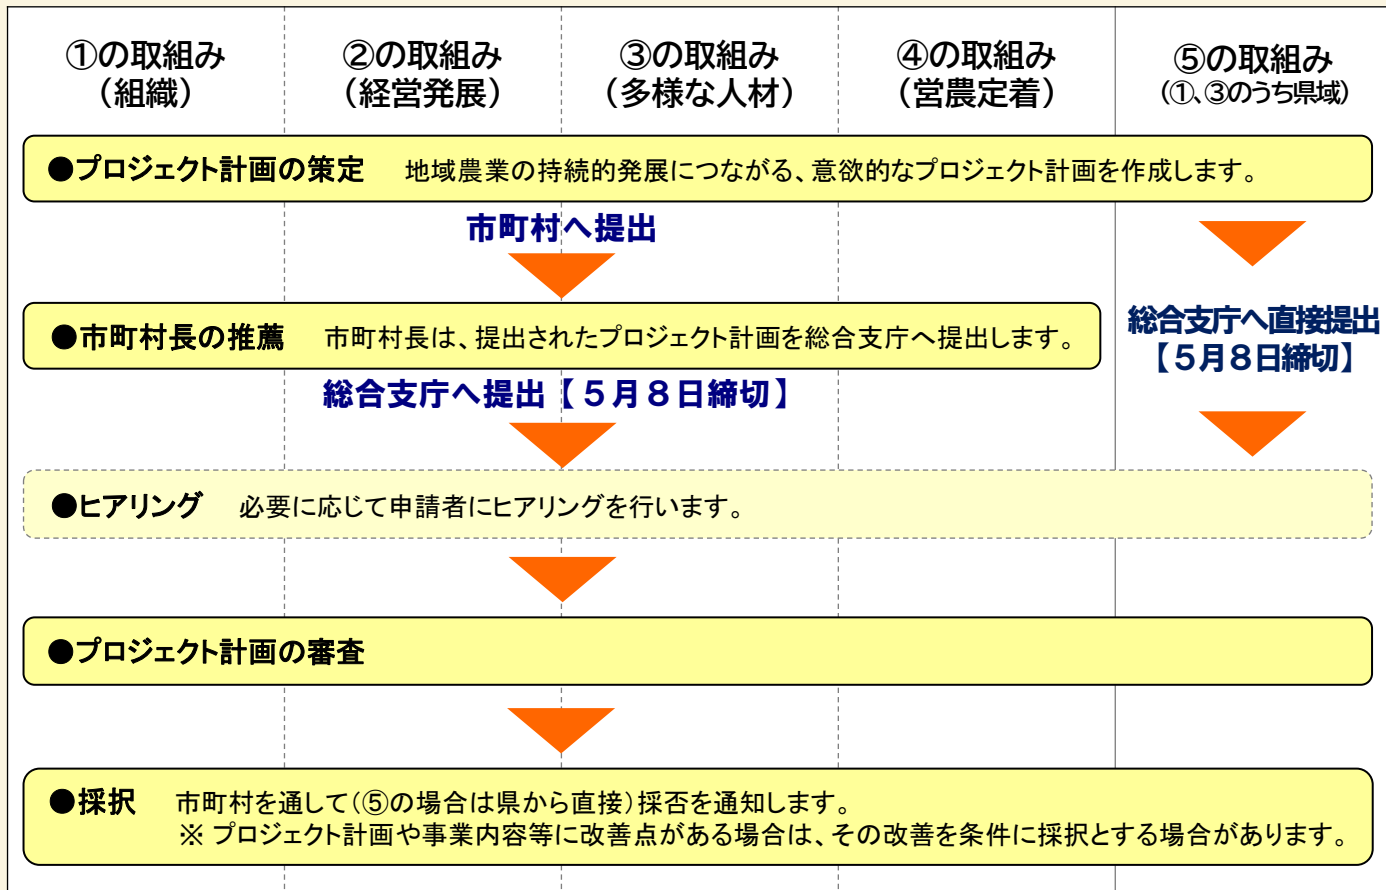 ①の取組み
（組織）
②の取組み
（経営発展）
③の取組み
（多様な人材）
④の取組み
（営農定着）
⑤の取組み
（①、③のうち県域）
●プロジェクト計画の策定　地域農業の持続的発展につながる、意欲的なプロジェクト計画を作成します。
市町村へ提出
●市町村長の推薦　市町村長は、提出されたプロジェクト計画を総合支庁へ提出します。
総合支庁へ直接提出
【５月８日締切】
総合支庁へ提出【５月８日締切】
●ヒアリング　必要に応じて申請者にヒアリングを行います。
●プロジェクト計画の審査
●採択　市町村を通して（⑤の場合は県から直接）採否を通知します。
※ プロジェクト計画や事業内容等に改善点がある場合は、その改善を条件に採択とする場合があります。